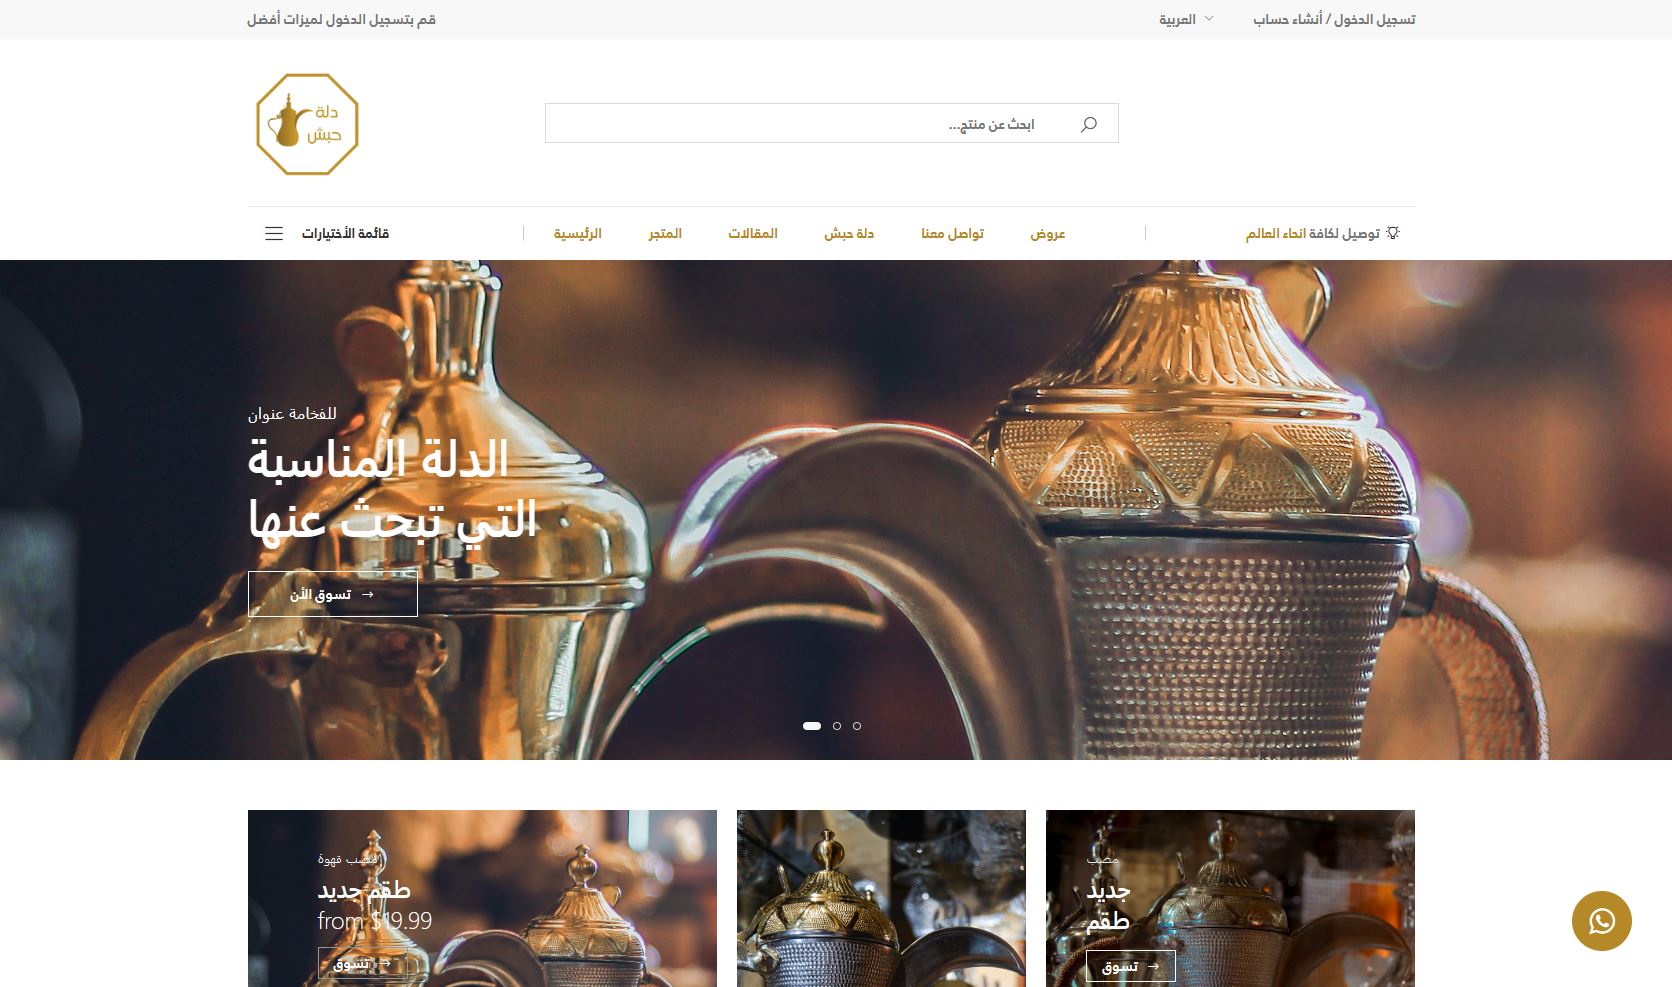 تسجيل الدخول / أنشاء حساب
العربية
قم بتسجيل الدخول لميزات أفضل
دلة
حبش
ابحث عن منتج...
قائمة الأختيارات
الرئيسية
المتجر
المقالات
دلة حبش
تواصل معنا
عروض
توصيل لكافة انحاء العالم
للفخامة عنوان
الدلة المناسبة
التي تبحث عنها
تسوق الأن →
مصب قهوة
طقم جديد
from $19.99
تسوق →
مصب
جديد
طقم
تسوق →